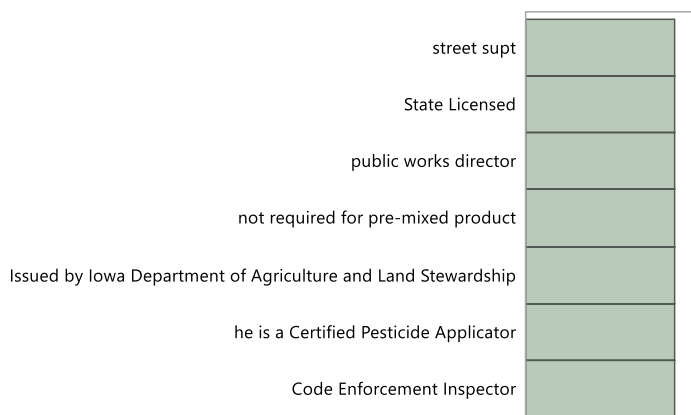 street supt
State Licensed
public works director
not required for pre-mixed product
Issued by Iowa Department of Agriculture and Land Stewardship
he is a Certified Pesticide Applicator
Code Enforcement Inspector